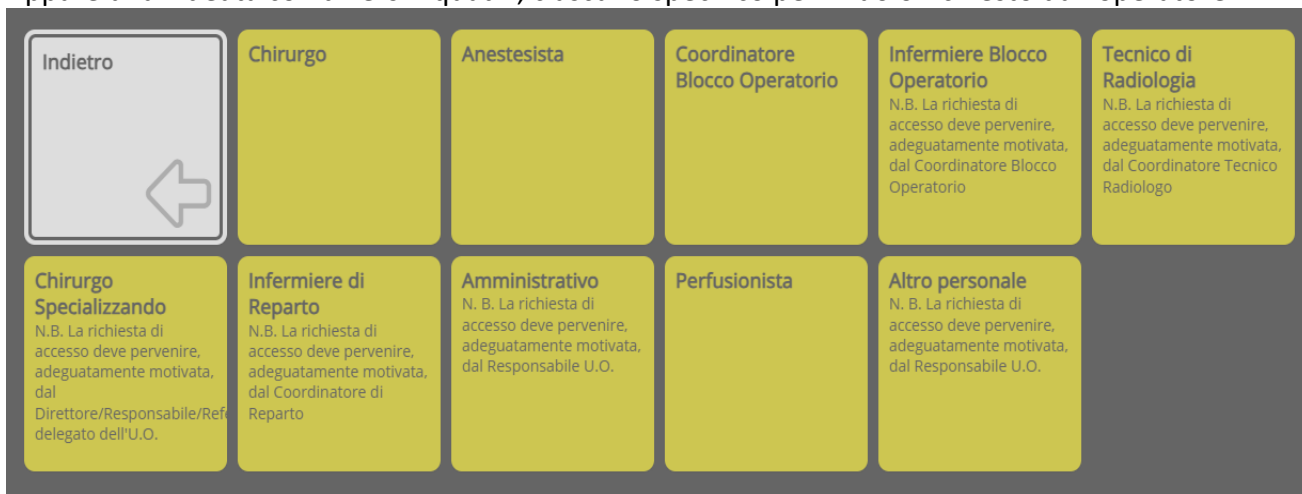 Indietro
Chirurgo
Anestesista
Coordinatore
Blocco Operatorio
Infermiere Blocco
Operatorio
N.B. La richiesta di
accesso deve pervenire,
adeguatamente motivata,
dal Coordinatore Blocco
Operatorio
Tecnico di
Radiologia
N.B. La richiesta di
accesso deve pervenire,
adeguatamente motivata,
dal Coordinatore Tecnico
Radiologo
Chirurgo
Specializzando
N.B. La richiesta di
accesso deve pervenire,
adeguatamente motivata,
dal
Direttore/Responsabile/Refe
delegato dell'U.O.
Infermiere di
Reparto
N.B. La richiesta di
accesso deve pervenire,
adeguatamente motivata,
dal Coordinatore di
Reparto
Amministrativo
N. B. La richiesta di
accesso deve pervenire,
adeguatamente motivata,
dal Responsabile U.O.
Perfusionista
Altro personale
N. B. La richiesta di
accesso deve pervenire,
adeguatamente motivata,
dal Responsabile U.O.